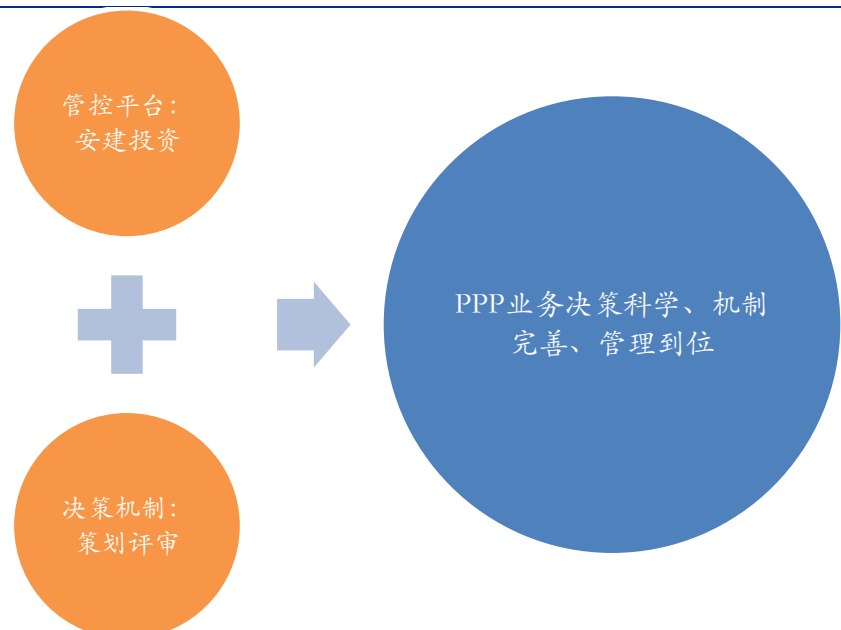 管控平台：
安建投资
PPP业务决策科学、机制
完善、管理到位
决策机制：
策划评审